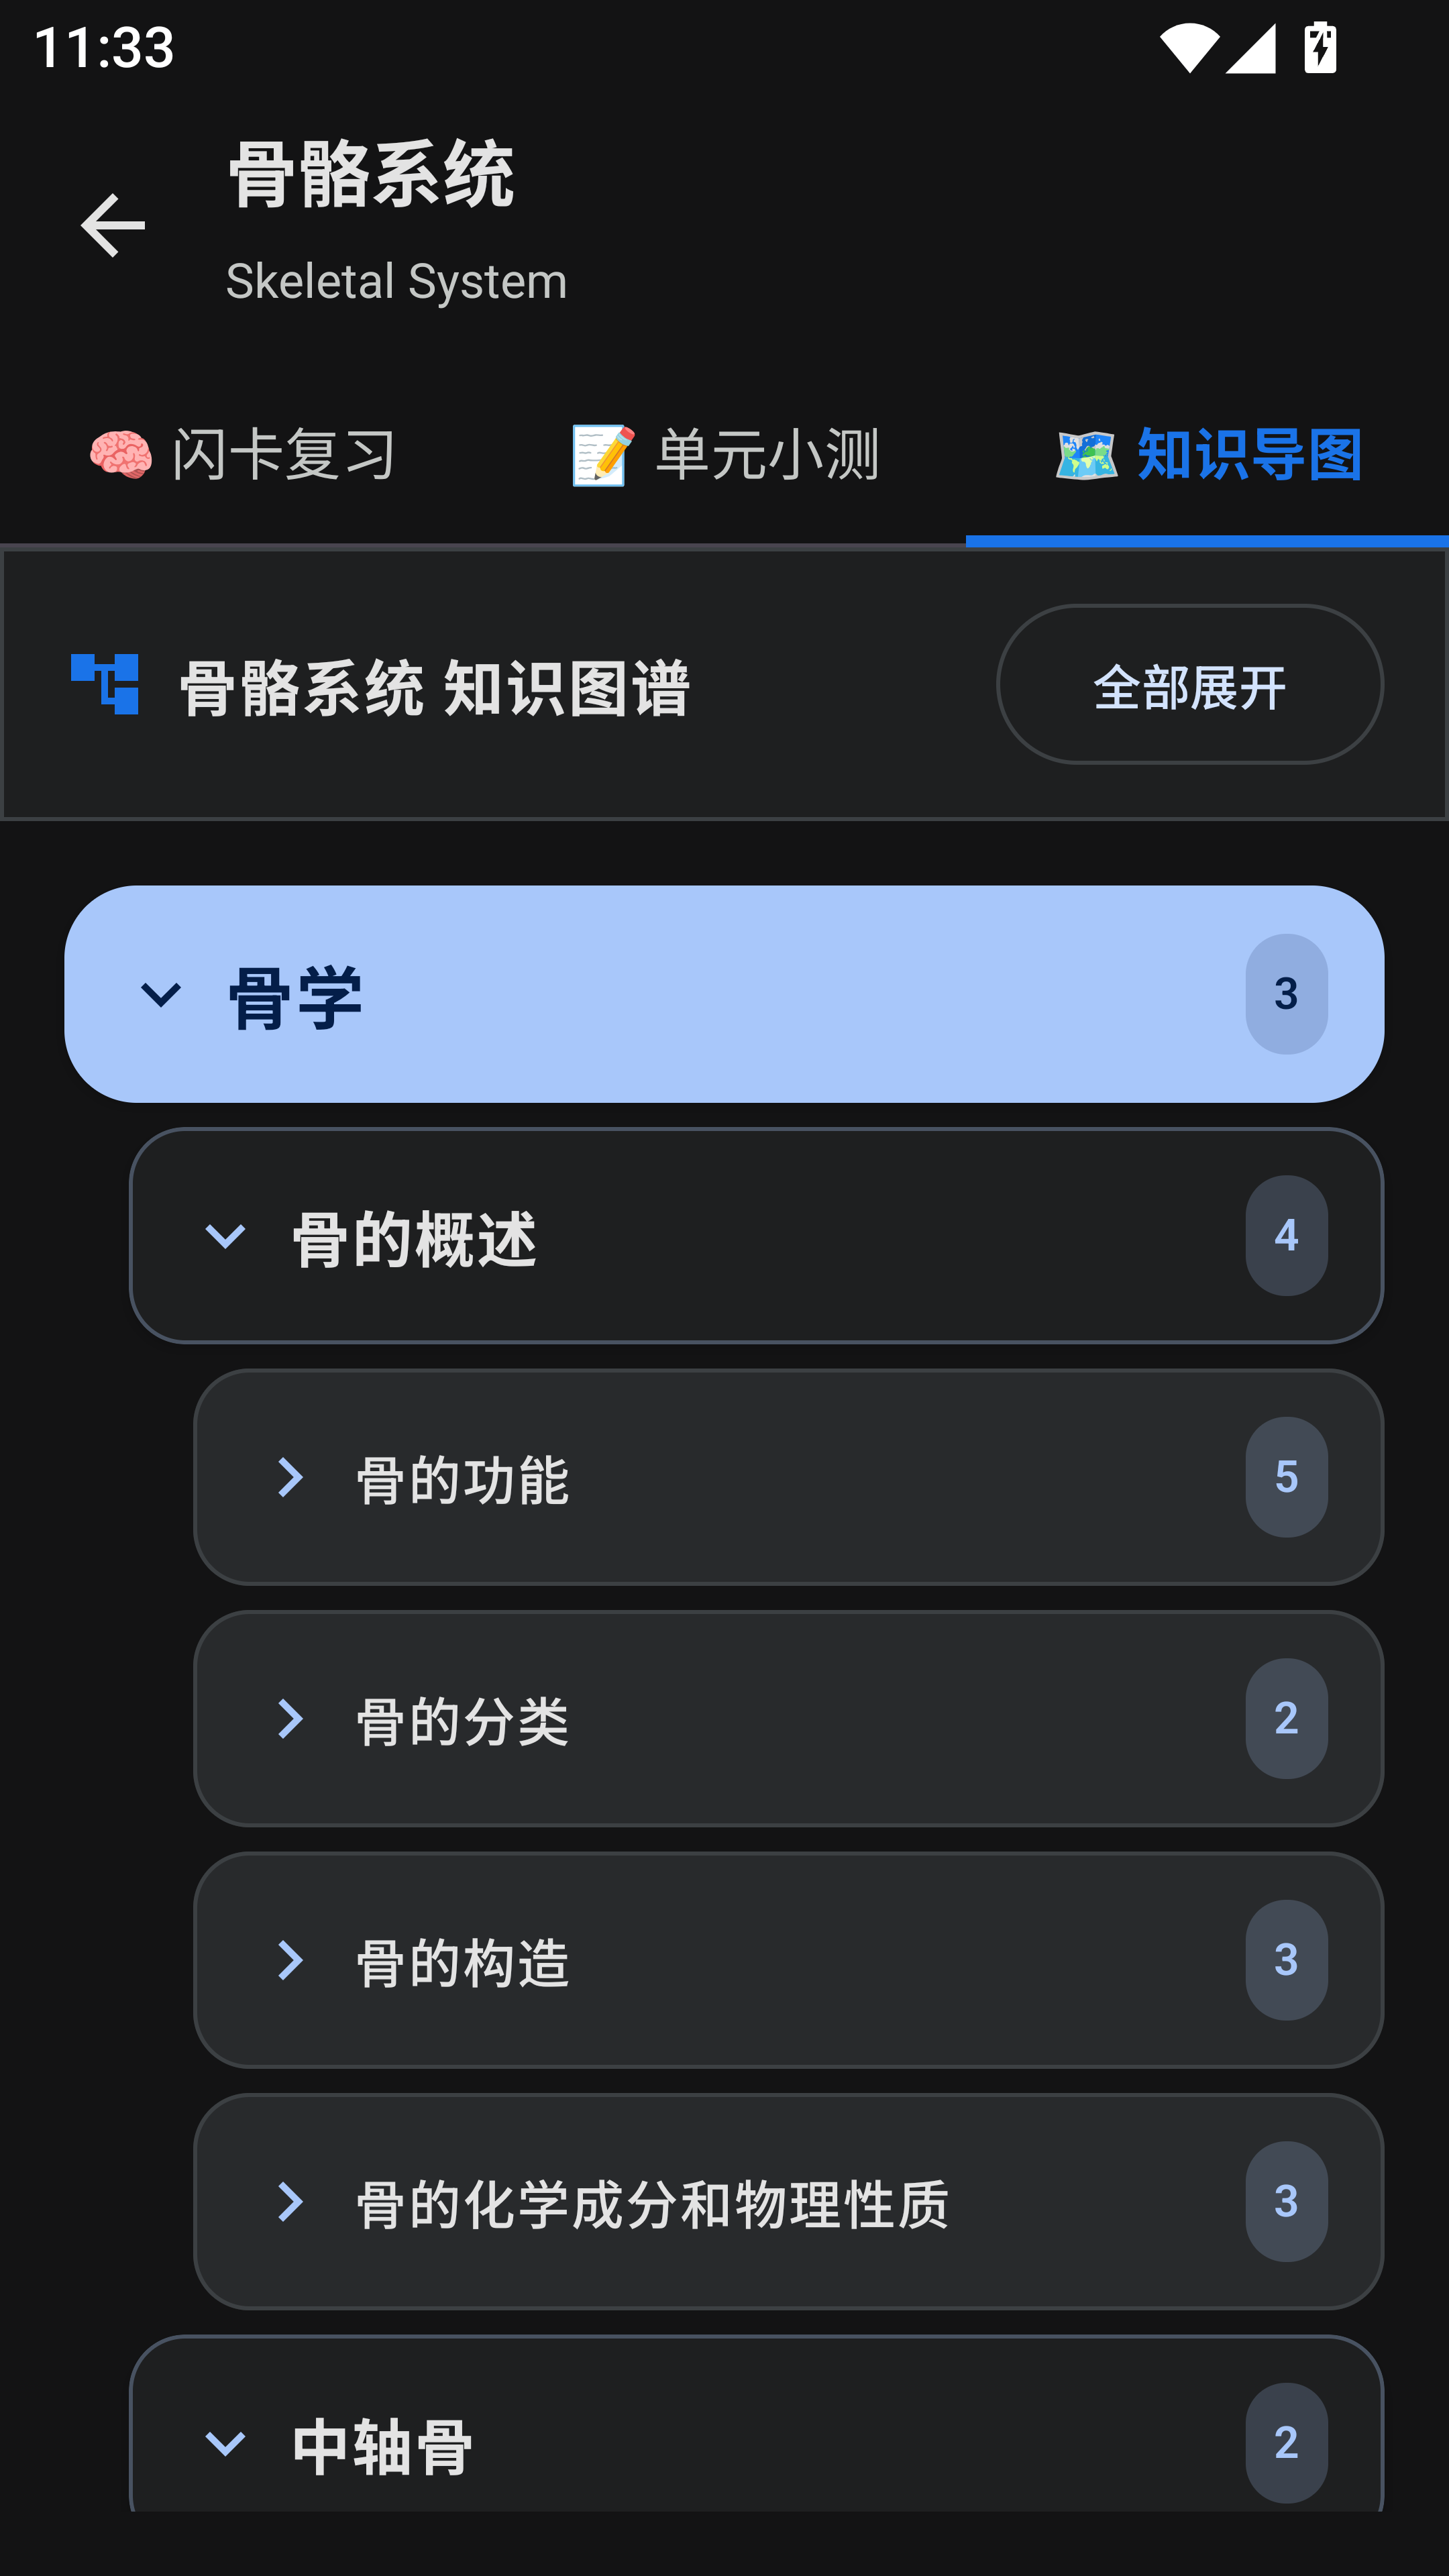 11:33
骨骼系统
Skeletal System
🧠 闪卡复习
📝 单元小测
🗺️ 知识导图
骨骼系统 知识图谱
全部展开
骨学
3
骨的概述
4
骨的功能
5
骨的分类
2
骨的构造
3
骨的化学成分和物理性质
3
中轴骨
2